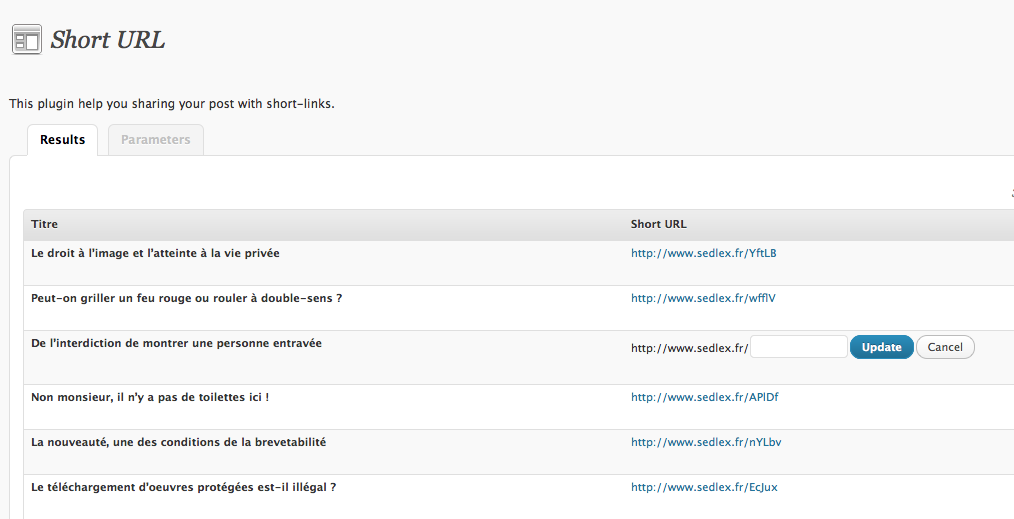 Short URL
This plugin help you sharing your post with short-links.
Results Parameters
Titre Short URL
Le droit à l'image et l'atteinte à la vie privée http://www.sedlex.fr/YftLB
Peut-on griller un feu rouge ou rouler à double-sens ? http://www.sedlex.fr/wfflV
De l'interdiction de montrer une personne entravée http://www.sedlex.fr/ Update Cancel
Non monsieur, il n'y a pas de toilettes ici ! http://www.sedlex.fr/APlDf
La nouveauté, une des conditions de la brevetabilité http://www.sedlex.fr/nYLbv
Le téléchargement d'oeuvres protégées est-il illégal ? http://www.sedlex.fr/EcJux